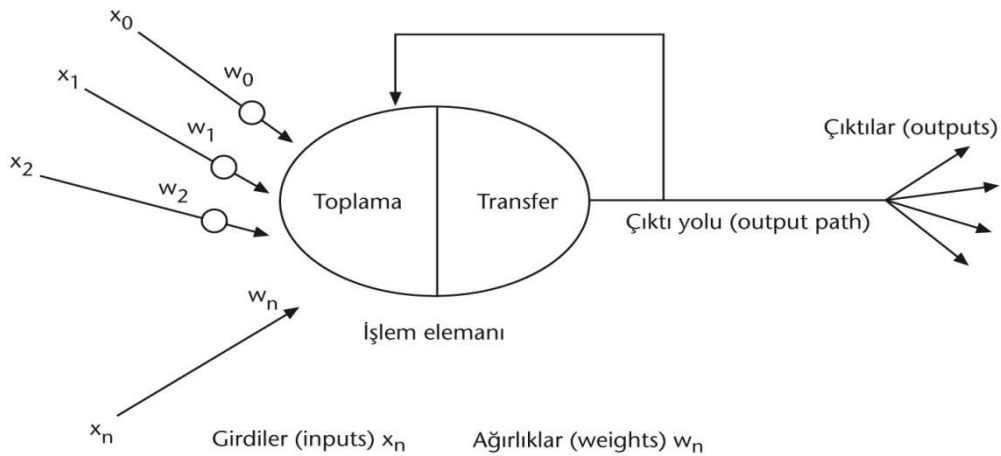 x0
w0
x1
w1
x2
w2
Toplama
Transfer
Çıktılar (outputs)
Çıktı yolu (output path)
wn
İşlem elemanı
xn
Girdiler (inputs) xn
Ağırlıklar (weights) wn